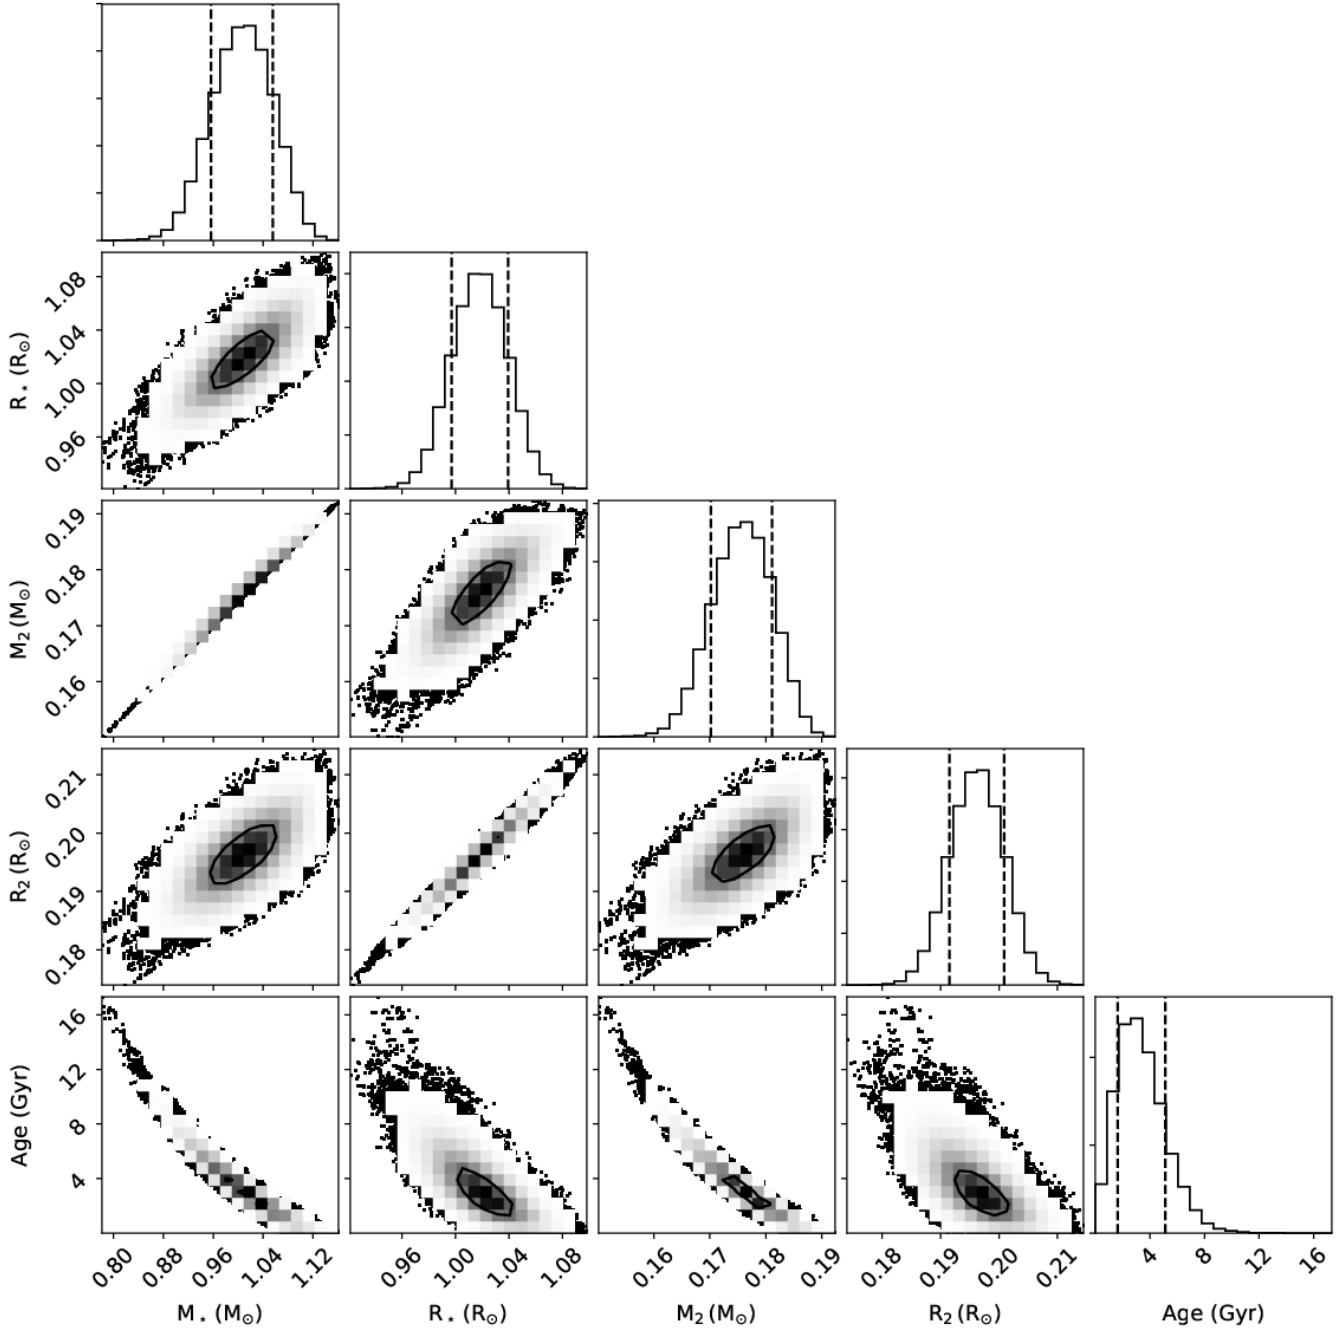 1.08
1.04
1.00
0.96
R⋆ (R⊙)
0.19
0.18
0.17
0.16
M₂ (M⊙)
0.21
0.20
0.19
0.18
R₂ (R⊙)
16
12
8
4
Age (Gyr)
0.80 0.88 0.96 1.04 1.12
0.96 1.00 1.04 1.08
0.16 0.17 0.18 0.19
0.18 0.19 0.20 0.21
4 8 12 16
M⋆ (M⊙)
R⋆ (R⊙)
M₂ (M⊙)
R₂ (R⊙)
Age (Gyr)